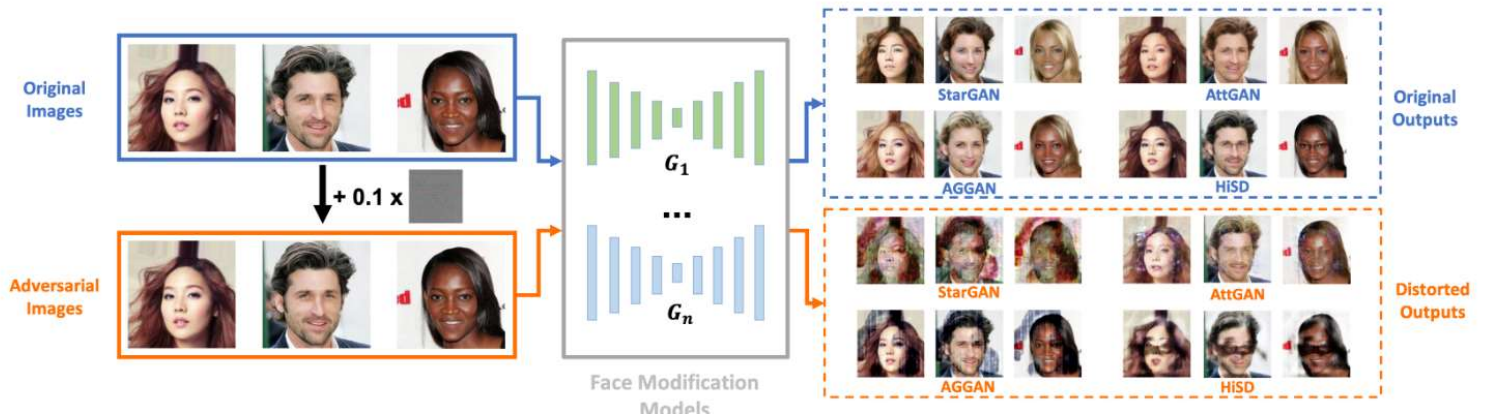 Original
Images
+ 0.1 x
Adversarial
Images
G₁
...
Gₙ
Face Modification
Models
StarGAN
AttGAN
AGGAN
HiSD
Original
Outputs
StarGAN
AttGAN
AGGAN
HiSD
Distorted
Outputs